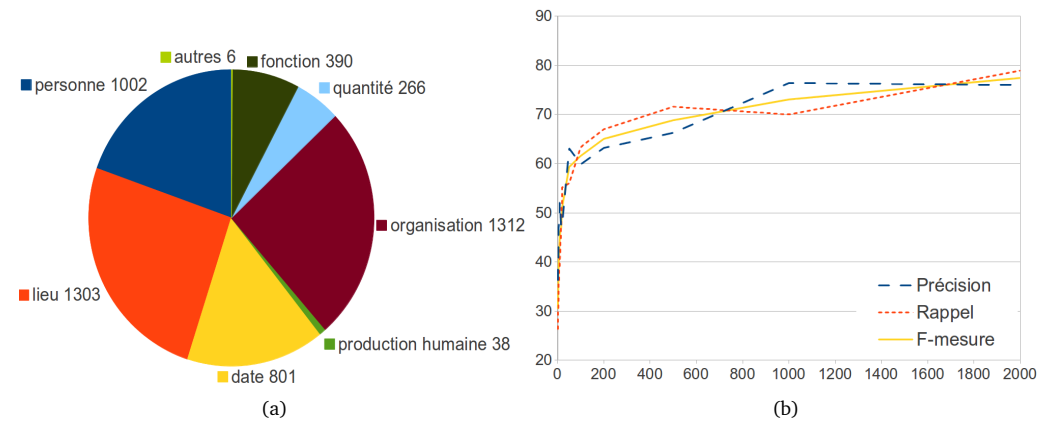 autres 6
fonction 390
personne 1002
quantité 266
organisation 1312
lieu 1303
production humaine 38
date 801
(a)
90
80
70
60
50
40
30
20
0 200 400 600 800 1000 1200 1400 1600 1800 2000
Précision
Rappel
F-mesure
(b)